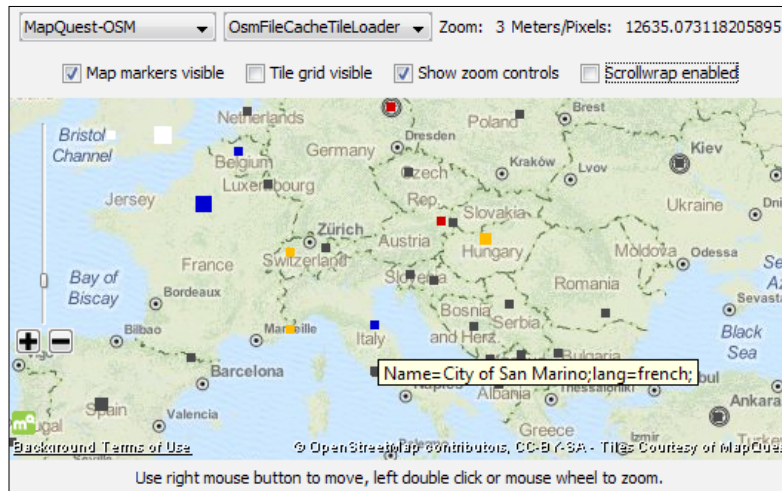 MapQuest-OSM OsmFileCacheTileLoader Zoom: 3 Meters/Pixels: 12635.073118205895
Map markers visible Tile grid visible Show zoom controls Scrollwrap enabled
Netherlands Poland Brest
Bristol Channel Germany Dresden Kiev
Belgium Czech Rep. Kraków Lvov
Luxembourg
Jersey Slovakia Ukraine
Zürich Austria
France Switzerland Hungary Moldova Odessa
Bay of Biscay Slovenia Romania
Bordeaux Bosnia and Herz. Serbia
Bilbao Marseille Italy Black Sea
Bulgaria
Barcelona Name=City of San Marino;lang=french;
Naples Albania Thessaloniki
Spain Ankara
Valencia Greece Izmir
Background Terms of Use © OpenStreetMap contributors, CC-BY-SA - Tiles Courtesy of MapQue
Use right mouse button to move, left double click or mouse wheel to zoom.